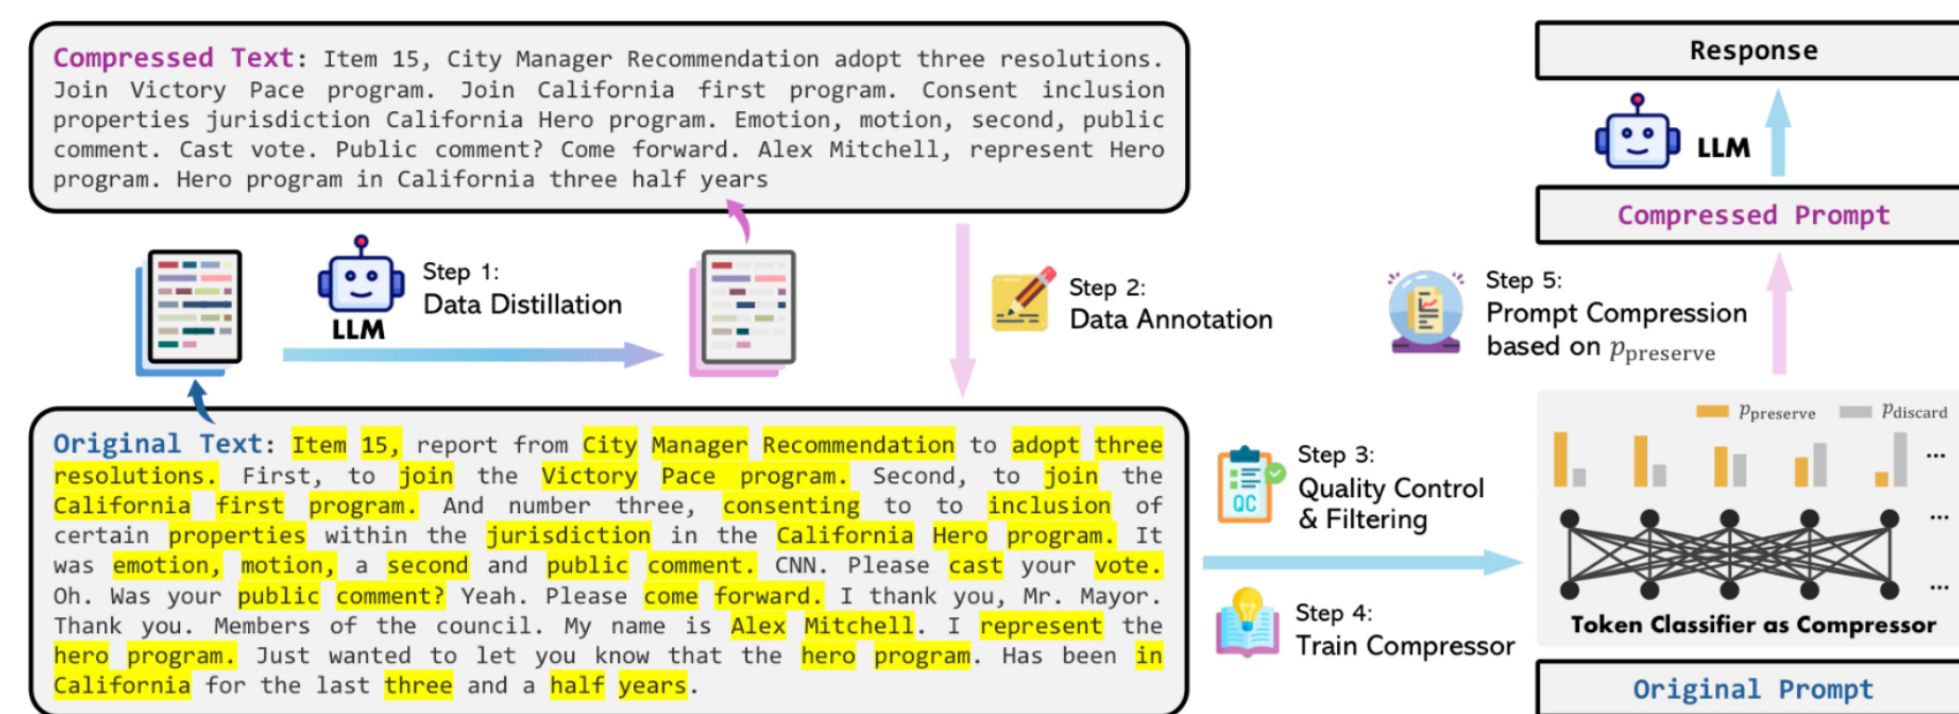 Compressed Text: Item 15, City Manager Recommendation adopt three resolutions.
Join Victory Pace program. Join California first program. Consent inclusion
properties jurisdiction California Hero program. Emotion, motion, second, public
comment. Cast vote. Public comment? Come forward. Alex Mitchell, represent Hero
program. Hero program in California three half years
LLM
Step 1:
Data Distillation
Step 2:
Data Annotation
Original Text: Item 15, report from City Manager Recommendation to adopt three
resolutions. First, to join the Victory Pace program. Second, to join the
California first program. And number three, consenting to to inclusion of
certain properties within the jurisdiction in the California Hero program. It
was emotion, motion, a second and public comment. CNN. Please cast your vote.
Oh. Was your public comment? Yeah. Please come forward. I thank you, Mr. Mayor.
Thank you. Members of the council. My name is Alex Mitchell. I represent the
hero program. Just wanted to let you know that the hero program. Has been in
California for the last three and a half years.
QC
Step 3:
Quality Control
& Filtering
Step 4:
Train Compressor
Response
LLM
Compressed Prompt
Step 5:
Prompt Compression
based on p_preserve
p_preserve p_discard
...
...
...
Token Classifier as Compressor
Original Prompt